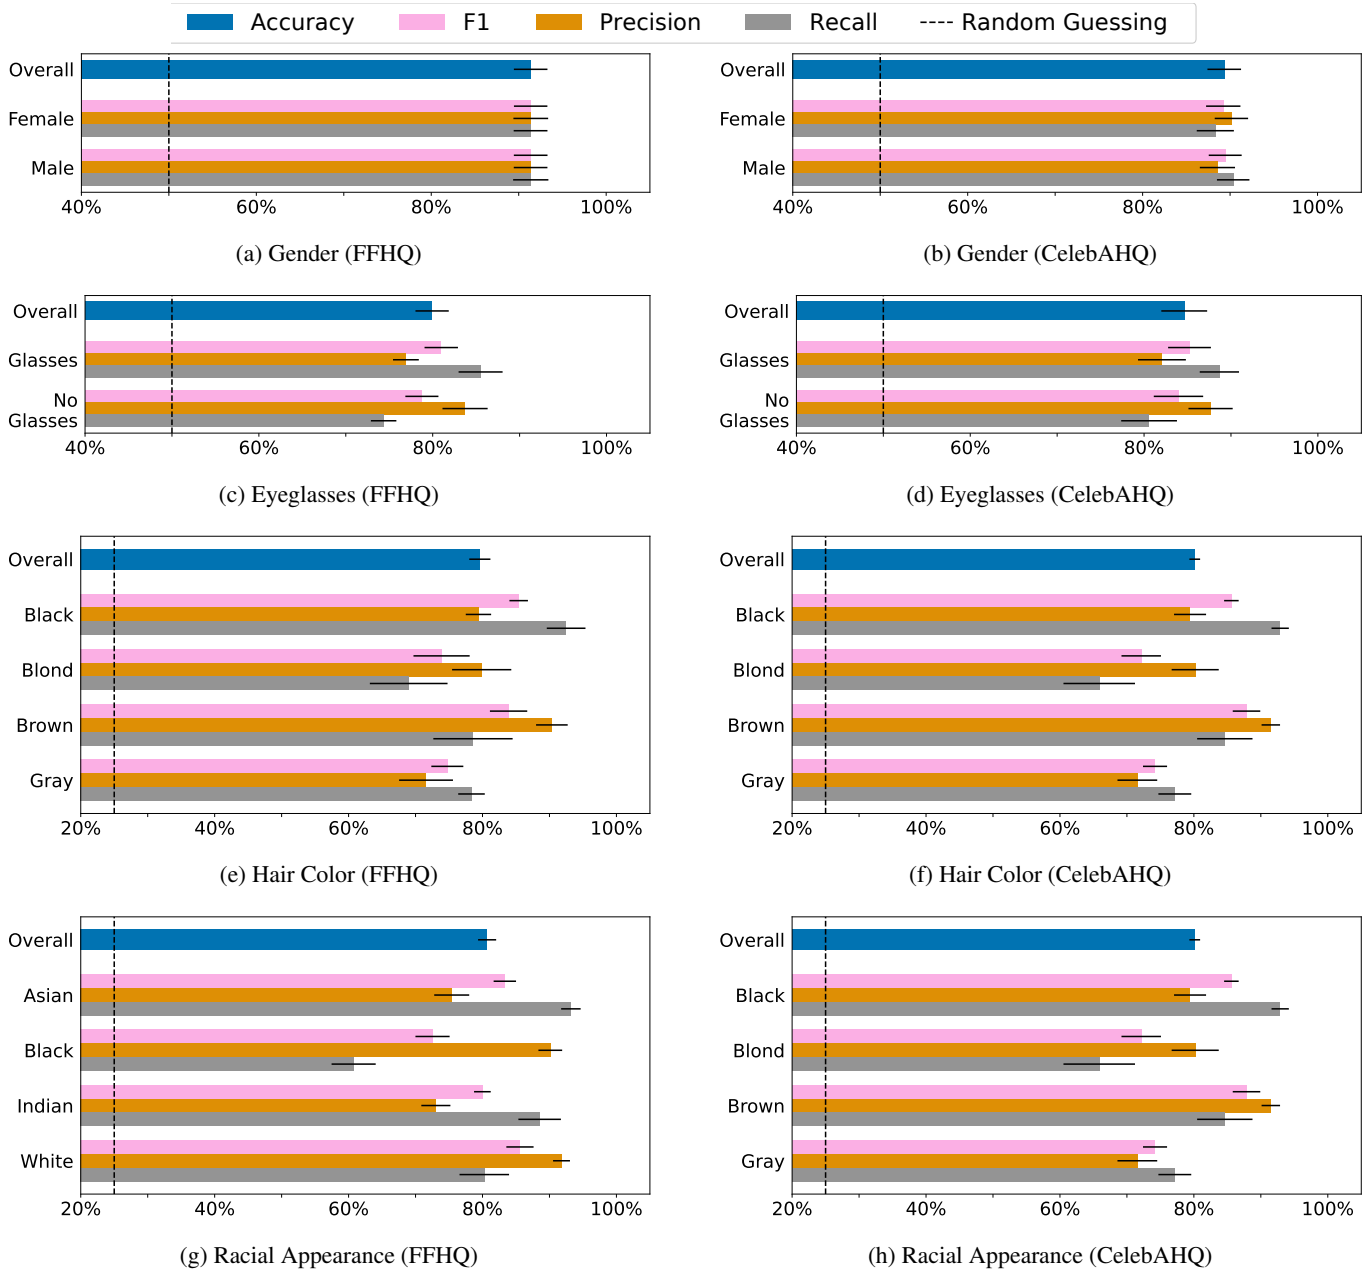 Accuracy F1 Precision Recall Random Guessing
Overall
Female
Male
40% 60% 80% 100%
(a) Gender (FFHQ)
Overall
Female
Male
40% 60% 80% 100%
(b) Gender (CelebAHQ)
Overall
Glasses
No
Glasses
40% 60% 80% 100%
(c) Eyeglasses (FFHQ)
Overall
Glasses
No
Glasses
40% 60% 80% 100%
(d) Eyeglasses (CelebAHQ)
Overall
Black
Blond
Brown
Gray
20% 40% 60% 80% 100%
(e) Hair Color (FFHQ)
Overall
Black
Blond
Brown
Gray
20% 40% 60% 80% 100%
(f) Hair Color (CelebAHQ)
Overall
Asian
Black
Indian
White
20% 40% 60% 80% 100%
(g) Racial Appearance (FFHQ)
Overall
Black
Blond
Brown
Gray
20% 40% 60% 80% 100%
(h) Racial Appearance (CelebAHQ)